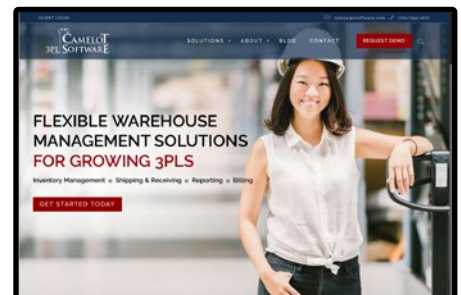 CLIENT LOGIN
CAMELOT
3PL SOFTWARE
SOLUTIONS ABOUT BLOG CONTACT REQUEST DEMO
FLEXIBLE WAREHOUSE
MANAGEMENT SOLUTIONS
FOR GROWING 3PLS
Inventory Management o Shipping & Receiving o Reporting o Billing
GET STARTED TODAY